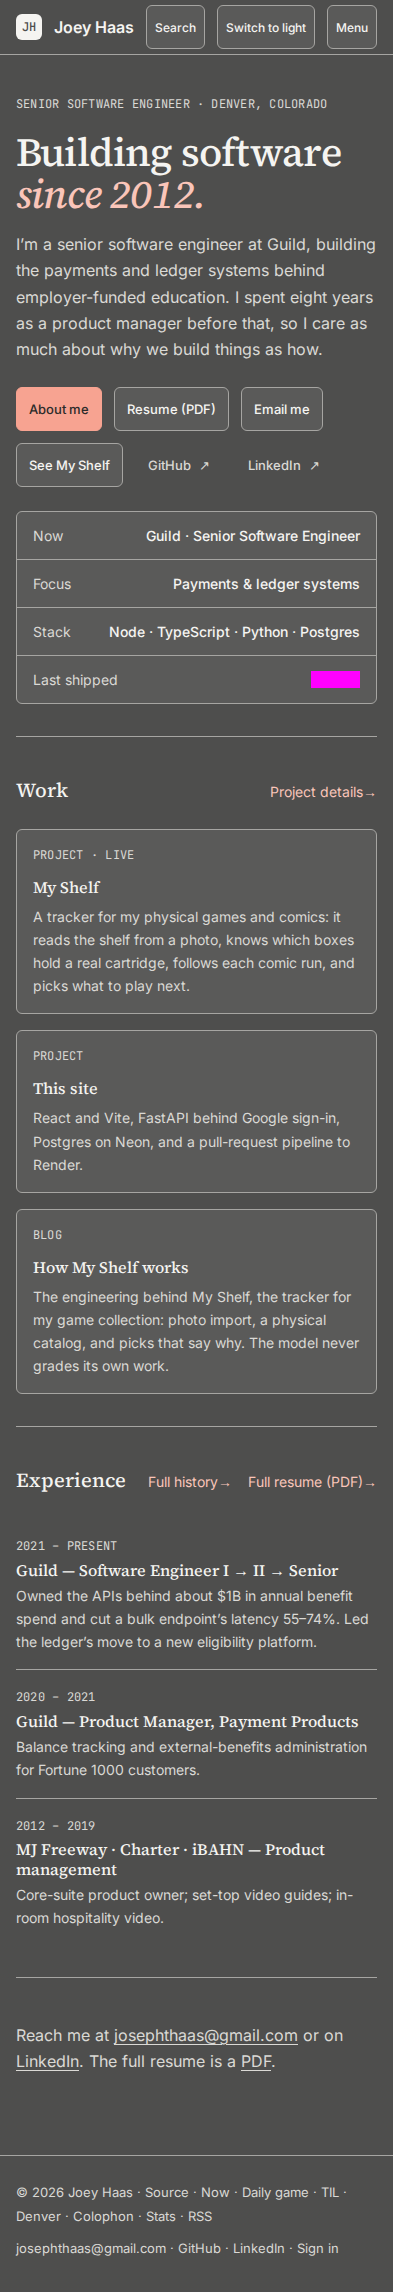 JH Joey Haas Search Switch to light Menu
SENIOR SOFTWARE ENGINEER · DENVER, COLORADO
Building software
since 2012.
I’m a senior software engineer at Guild, building
the payments and ledger systems behind
employer-funded education. I spent eight years
as a product manager before that, so I care as
much about why we build things as how.
About me Resume (PDF) Email me
See My Shelf GitHub ↗ LinkedIn ↗
Now Guild · Senior Software Engineer
Focus Payments & ledger systems
Stack Node · TypeScript · Python · Postgres
Last shipped
Work Project details→
PROJECT · LIVE
My Shelf
A tracker for my physical games and comics: it
reads the shelf from a photo, knows which boxes
hold a real cartridge, follows each comic run, and
picks what to play next.
PROJECT
This site
React and Vite, FastAPI behind Google sign-in,
Postgres on Neon, and a pull-request pipeline to
Render.
BLOG
How My Shelf works
The engineering behind My Shelf, the tracker for
my game collection: photo import, a physical
catalog, and picks that say why. The model never
grades its own work.
Experience Full history→ Full resume (PDF)→
2021 – PRESENT
Guild — Software Engineer I → II → Senior
Owned the APIs behind about $1B in annual benefit
spend and cut a bulk endpoint’s latency 55–74%. Led
the ledger’s move to a new eligibility platform.
2020 – 2021
Guild — Product Manager, Payment Products
Balance tracking and external-benefits administration
for Fortune 1000 customers.
2012 – 2019
MJ Freeway · Charter · iBAHN — Product
management
Core-suite product owner; set-top video guides; in-
room hospitality video.
Reach me at josephthaas@gmail.com or on
LinkedIn. The full resume is a PDF.
© 2026 Joey Haas · Source · Now · Daily game · TIL ·
Denver · Colophon · Stats · RSS
josephthaas@gmail.com · GitHub · LinkedIn · Sign in